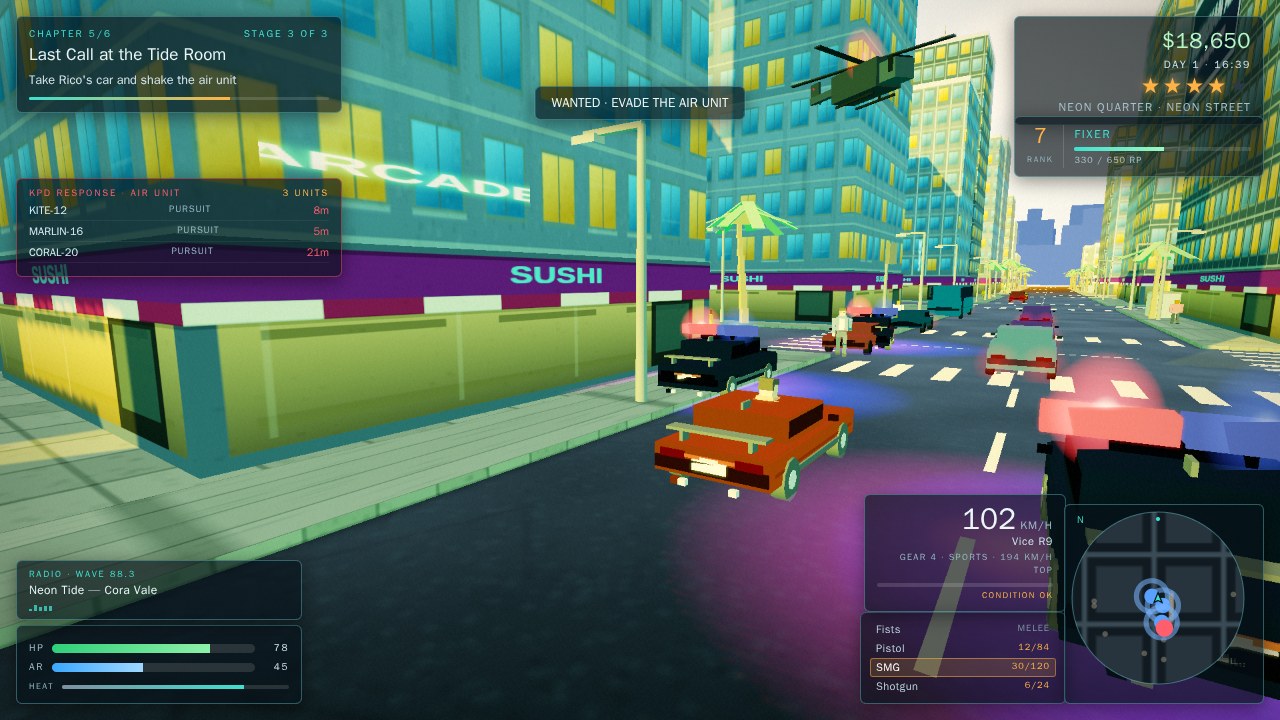 CHAPTER 5/6 STAGE 3 OF 3
Last Call at the Tide Room
Take Rico's car and shake the air unit
WANTED · EVADE THE AIR UNIT
$18,650
DAY 1 · 16:39
NEON QUARTER · NEON STREET
7 FIXER
RANK 330 / 650 RP
ARCADE
KPD RESPONSE · AIR UNIT 3 UNITS
KITE-12 PURSUIT 8m
MARLIN-16 PURSUIT 5m
CORAL-20 PURSUIT 21m
SUSHI
SUSHI
SUSHI
SUSHI
102 KM/H
Vice R9
GEAR 4 · SPORTS · 194 KM/H
TOP
CONDITION OK
N
RADIO · WAVE 88.3
Neon Tide — Cora Vale
HP 78
AR 45
HEAT
Fists MELEE
Pistol 12/84
SMG 30/120
Shotgun 6/24